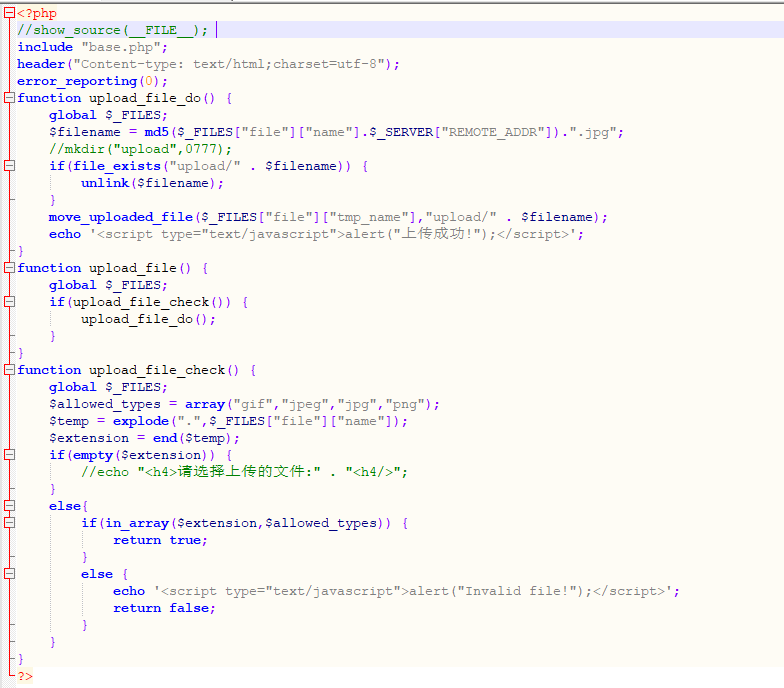 <?php
//show_source(__FILE__);
include "base.php";
header("Content-type: text/html;charset=utf-8");
error_reporting(0);
function upload_file_do() {
    global $_FILES;
    $filename = md5($_FILES["file"]["name"].$_SERVER["REMOTE_ADDR"]).".jpg";
    //mkdir("upload",0777);
    if(file_exists("upload/" . $filename)) {
        unlink($filename);
    }
    move_uploaded_file($_FILES["file"]["tmp_name"],"upload/" . $filename);
    echo '<script type="text/javascript">alert("上传成功!");</script>';
}
function upload_file() {
    global $_FILES;
    if(upload_file_check()) {
        upload_file_do();
    }
}
function upload_file_check() {
    global $_FILES;
    $allowed_types = array("gif","jpeg","jpg","png");
    $temp = explode(".",$_FILES["file"]["name"]);
    $extension = end($temp);
    if(empty($extension)) {
        //echo "<h4>请选择上传的文件:" . "<h4/>";
    }
    else{
        if(in_array($extension,$allowed_types)) {
            return true;
        }
        else {
            echo '<script type="text/javascript">alert("Invalid file!");</script>';
            return false;
        }
    }
}
?>